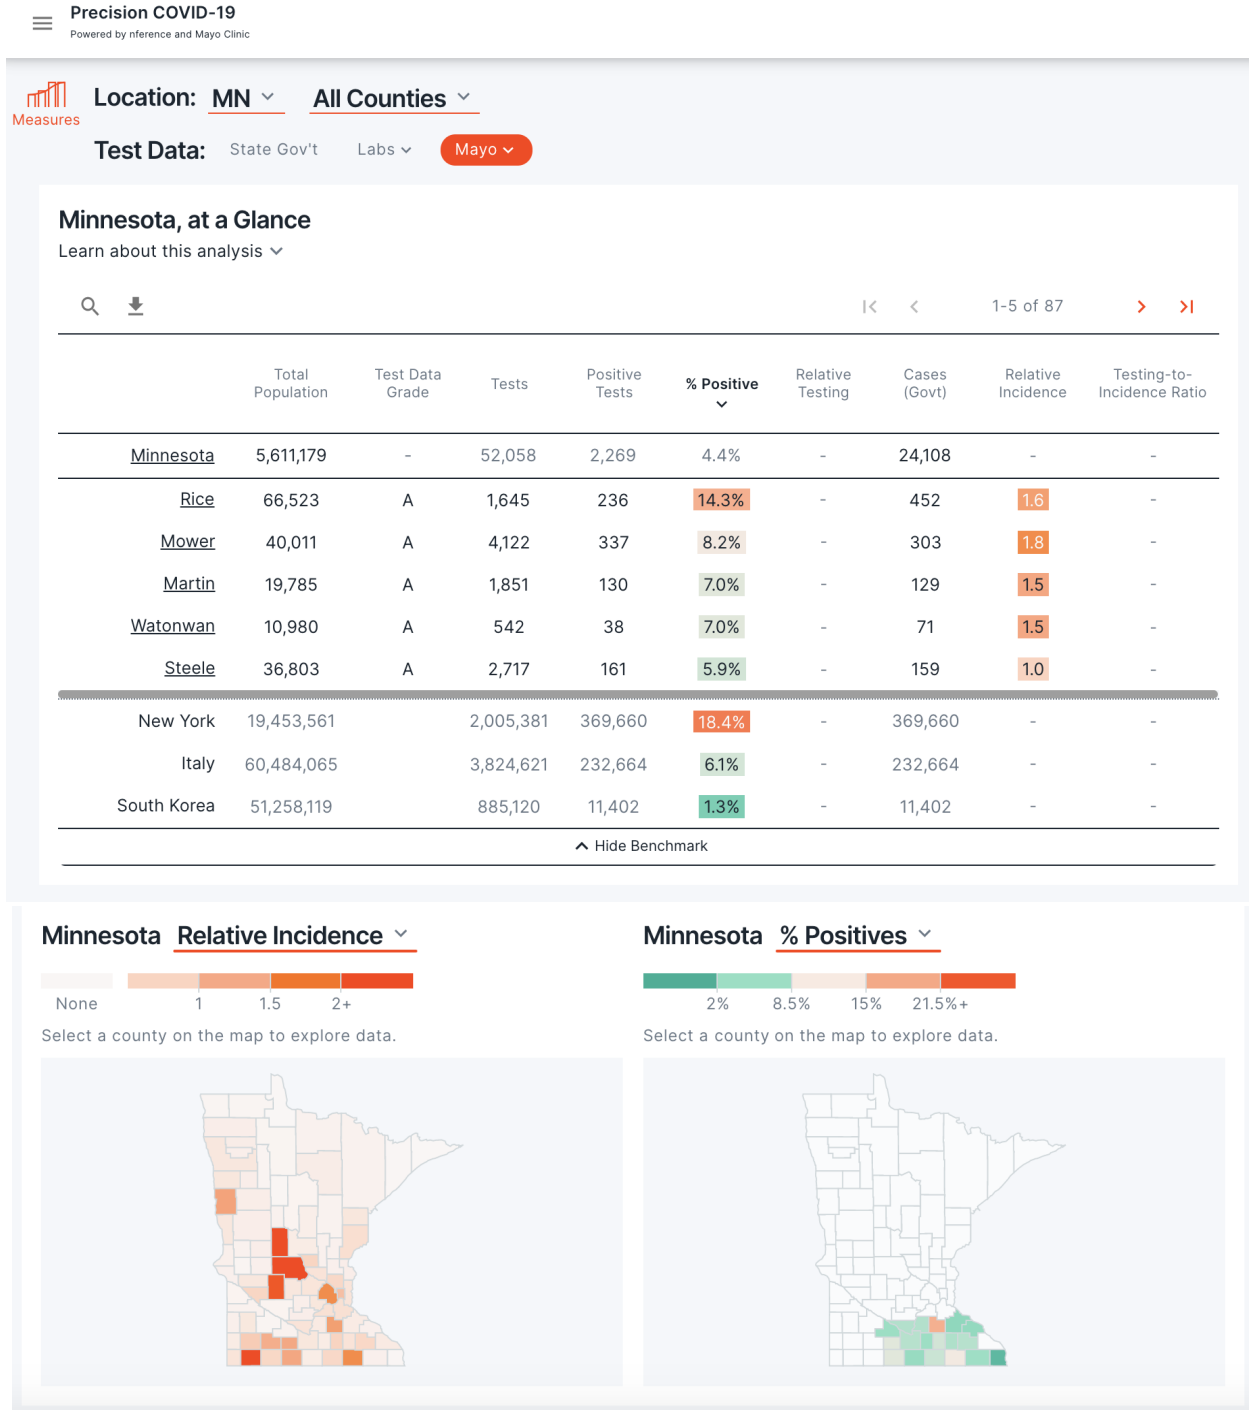 Precision COVID-19
Powered by nference and Mayo Clinic
Measures
Location: MN All Counties
Test Data: State Gov't Labs Mayo
Minnesota, at a Glance
Learn about this analysis
1-5 of 87
Total Population Test Data Grade Tests Positive Tests % Positive Relative Testing Cases (Govt) Relative Incidence Testing-to-Incidence Ratio
Minnesota 5,611,179 - 52,058 2,269 4.4% - 24,108 - -
Rice 66,523 A 1,645 236 14.3% - 452 1.6 -
Mower 40,011 A 4,122 337 8.2% - 303 1.8 -
Martin 19,785 A 1,851 130 7.0% - 129 1.5 -
Watonwan 10,980 A 542 38 7.0% - 71 1.5 -
Steele 36,803 A 2,717 161 5.9% - 159 1.0 -
New York 19,453,561 2,005,381 369,660 18.4% - 369,660 - -
Italy 60,484,065 3,824,621 232,664 6.1% - 232,664 - -
South Korea 51,258,119 885,120 11,402 1.3% - 11,402 - -
Hide Benchmark
Minnesota Relative Incidence
None 1 1.5 2+
Select a county on the map to explore data.
Minnesota % Positives
2% 8.5% 15% 21.5%+
Select a county on the map to explore data.